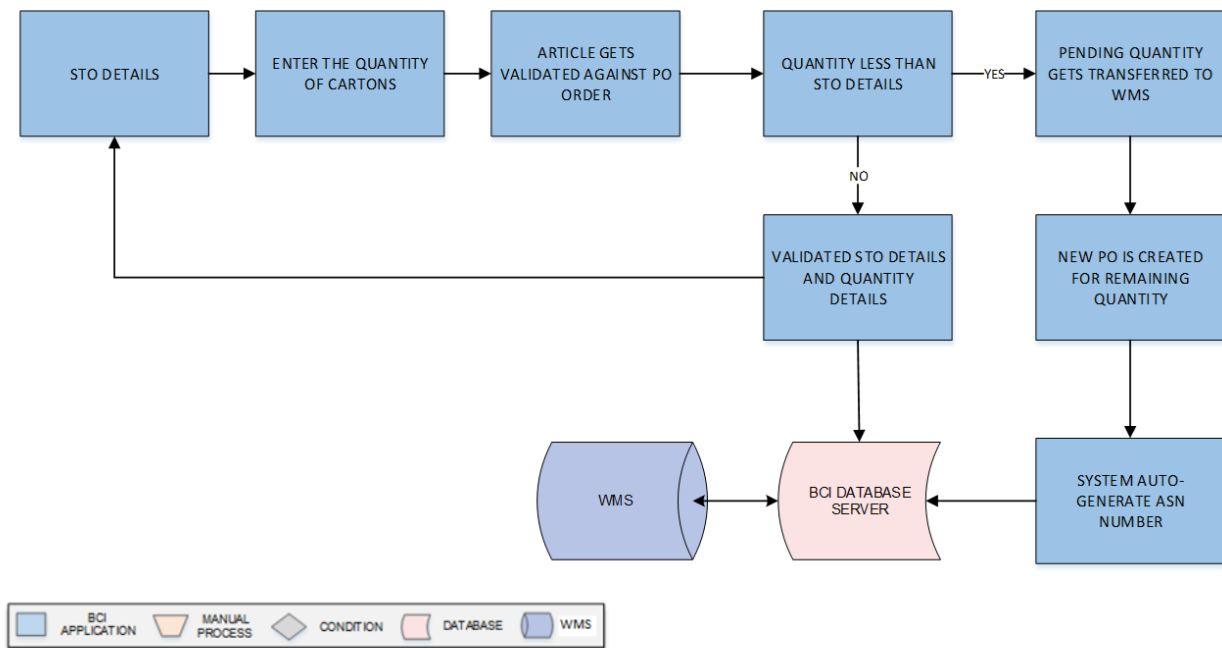 STO DETAILS
ENTER THE QUANTITY
OF CARTONS
ARTICLE GETS
VALIDATED AGAINST PO
ORDER
QUANTITY LESS THAN
STO DETAILS
YES
PENDING QUANTITY
GETS TRANSFERRED TO
WMS
NO
VALIDATED STO DETAILS
AND QUANTITY
DETAILS
NEW PO IS CREATED
FOR REMAINING
QUANTITY
WMS
BCI DATABASE
SERVER
SYSTEM AUTO-
GENERATE ASN
NUMBER
BCI
APPLICATION
MANUAL
PROCESS
CONDITION
DATABASE
WMS